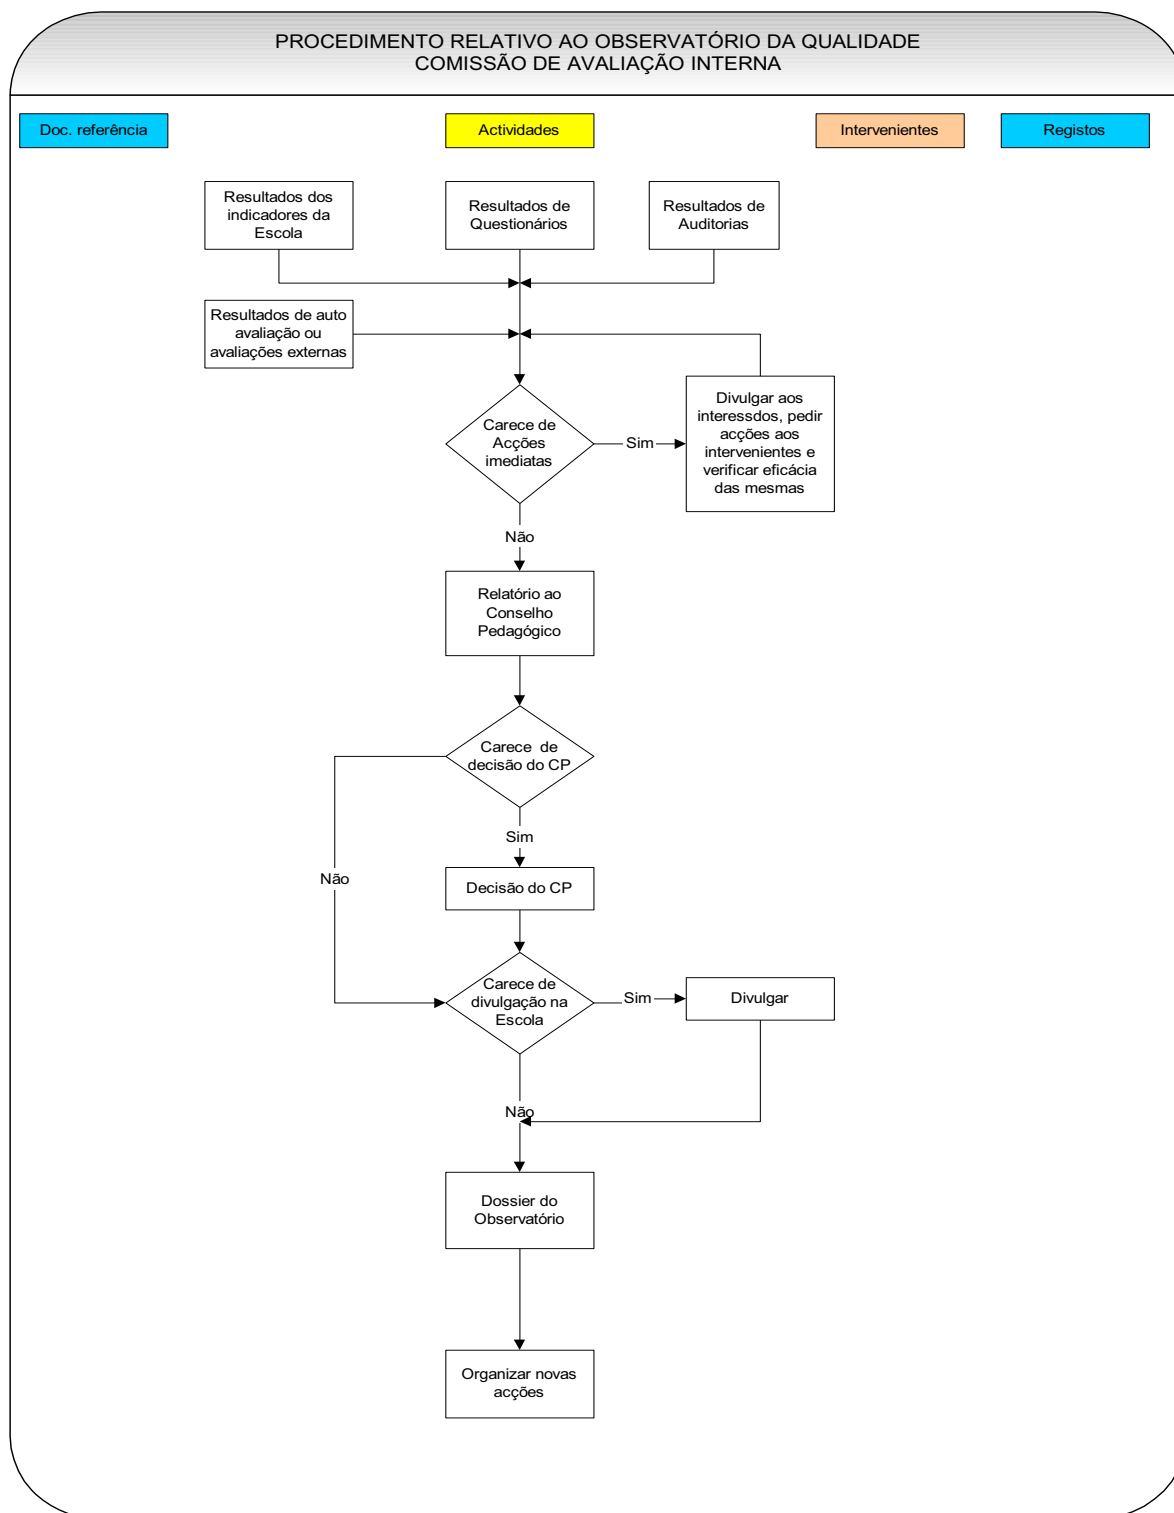 PROCEDIMENTO RELATIVO AO OBSERVATÓRIO DA QUALIDADE
COMISSÃO DE AVALIAÇÃO INTERNA
Doc. referência
Actividades
Intervenientes
Registos
Resultados dos
indicadores da
Escola
Resultados de
Questionários
Resultados de
Auditorias
Resultados de auto
avaliação ou
avaliações externas
Carece de
Acções
imediatas
Sim
Divulgar aos
interessdos, pedir
acções aos
intervenientes e
verificar eficácia
das mesmas
Não
Relatório ao
Conselho
Pedagógico
Carece de
decisão do CP
Sim
Não
Decisão do CP
Carece de
divulgação na
Escola
Sim
Divulgar
Não
Dossier do
Observatório
Organizar novas
acções